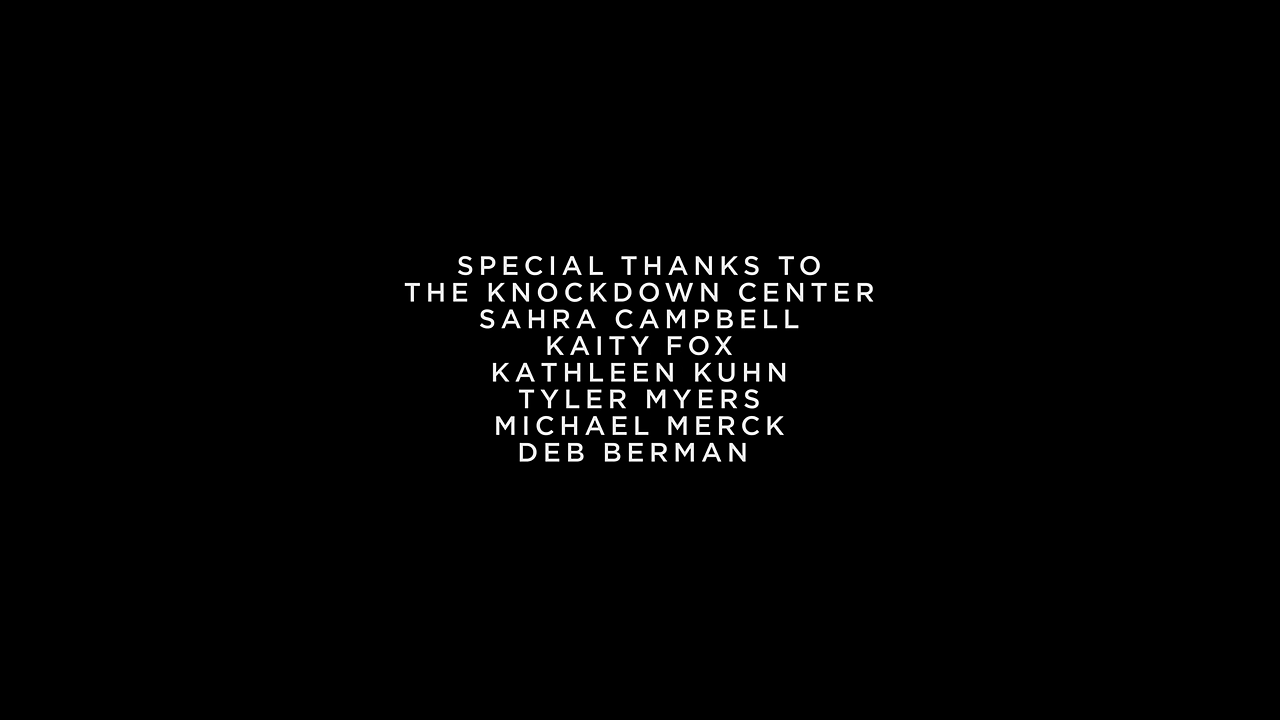 SPECIAL THANKS TO
THE KNOCKDOWN CENTER
SAHRA CAMPBELL
KAITY FOX
KATHLEEN KUHN
TYLER MYERS
MICHAEL MERCK
DEB BERMAN